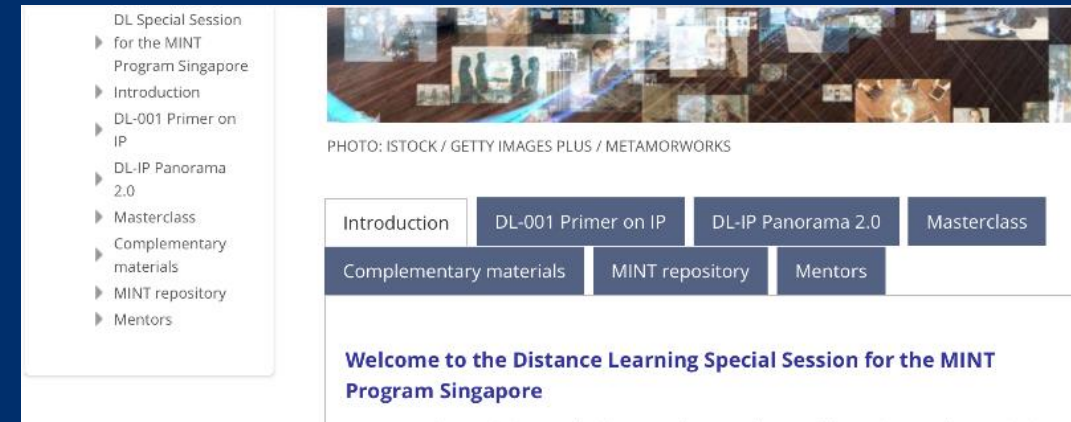 DL Special Session
for the MINT
Program Singapore
Introduction
DL-001 Primer on
IP
DL-IP Panorama
2.0
Masterclass
Complementary
materials
MINT repository
Mentors
PHOTO: ISTOCK / GETTY IMAGES PLUS / METAMORWORKS
Introduction DL-001 Primer on IP DL-IP Panorama 2.0 Masterclass
Complementary materials MINT repository Mentors
Welcome to the Distance Learning Special Session for the MINT
Program Singapore